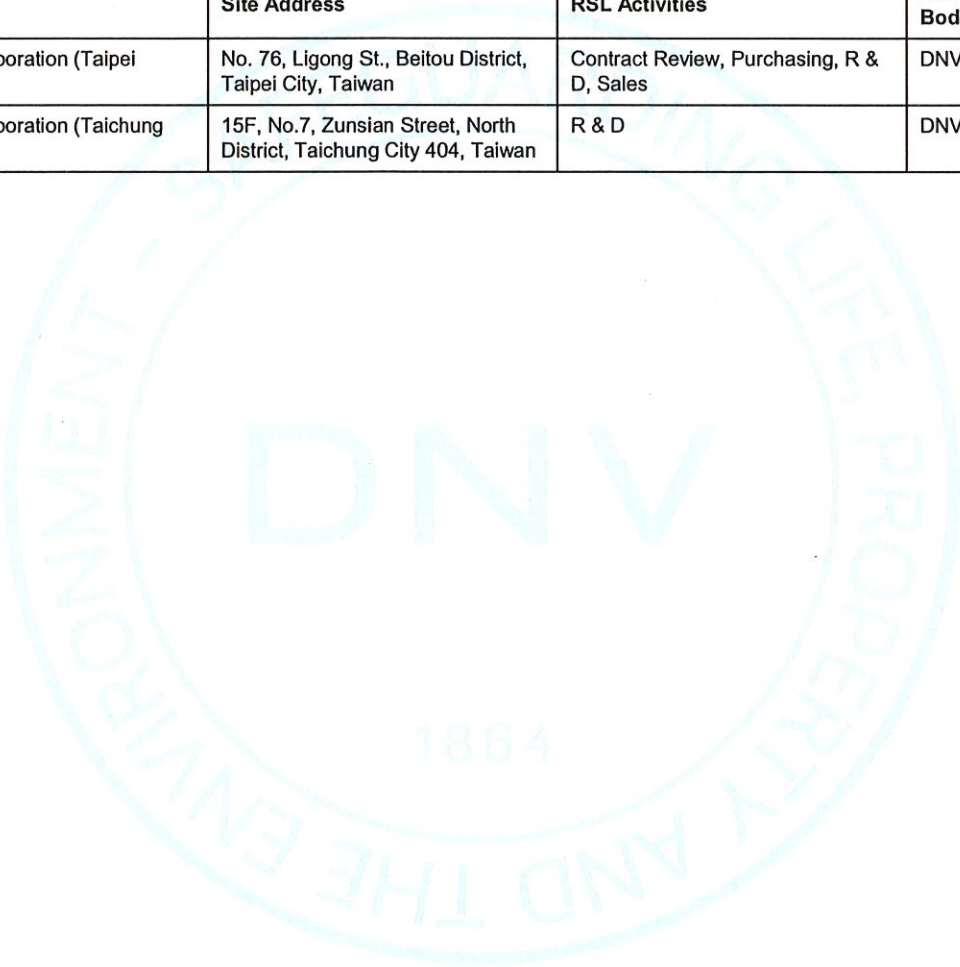 Site Address
RSL Activities
Bod
poration (Taipei
No. 76, Ligong St., Beitou District,
Taipei City, Taiwan
Contract Review, Purchasing, R &
D, Sales
DNV
poration (Taichung
15F, No.7, Zunsian Street, North
District, Taichung City 404, Taiwan
R & D
DNV
SAFEGUARDING LIFE, PROPERTY AND THE ENVIRONMENT -
DNV
1864